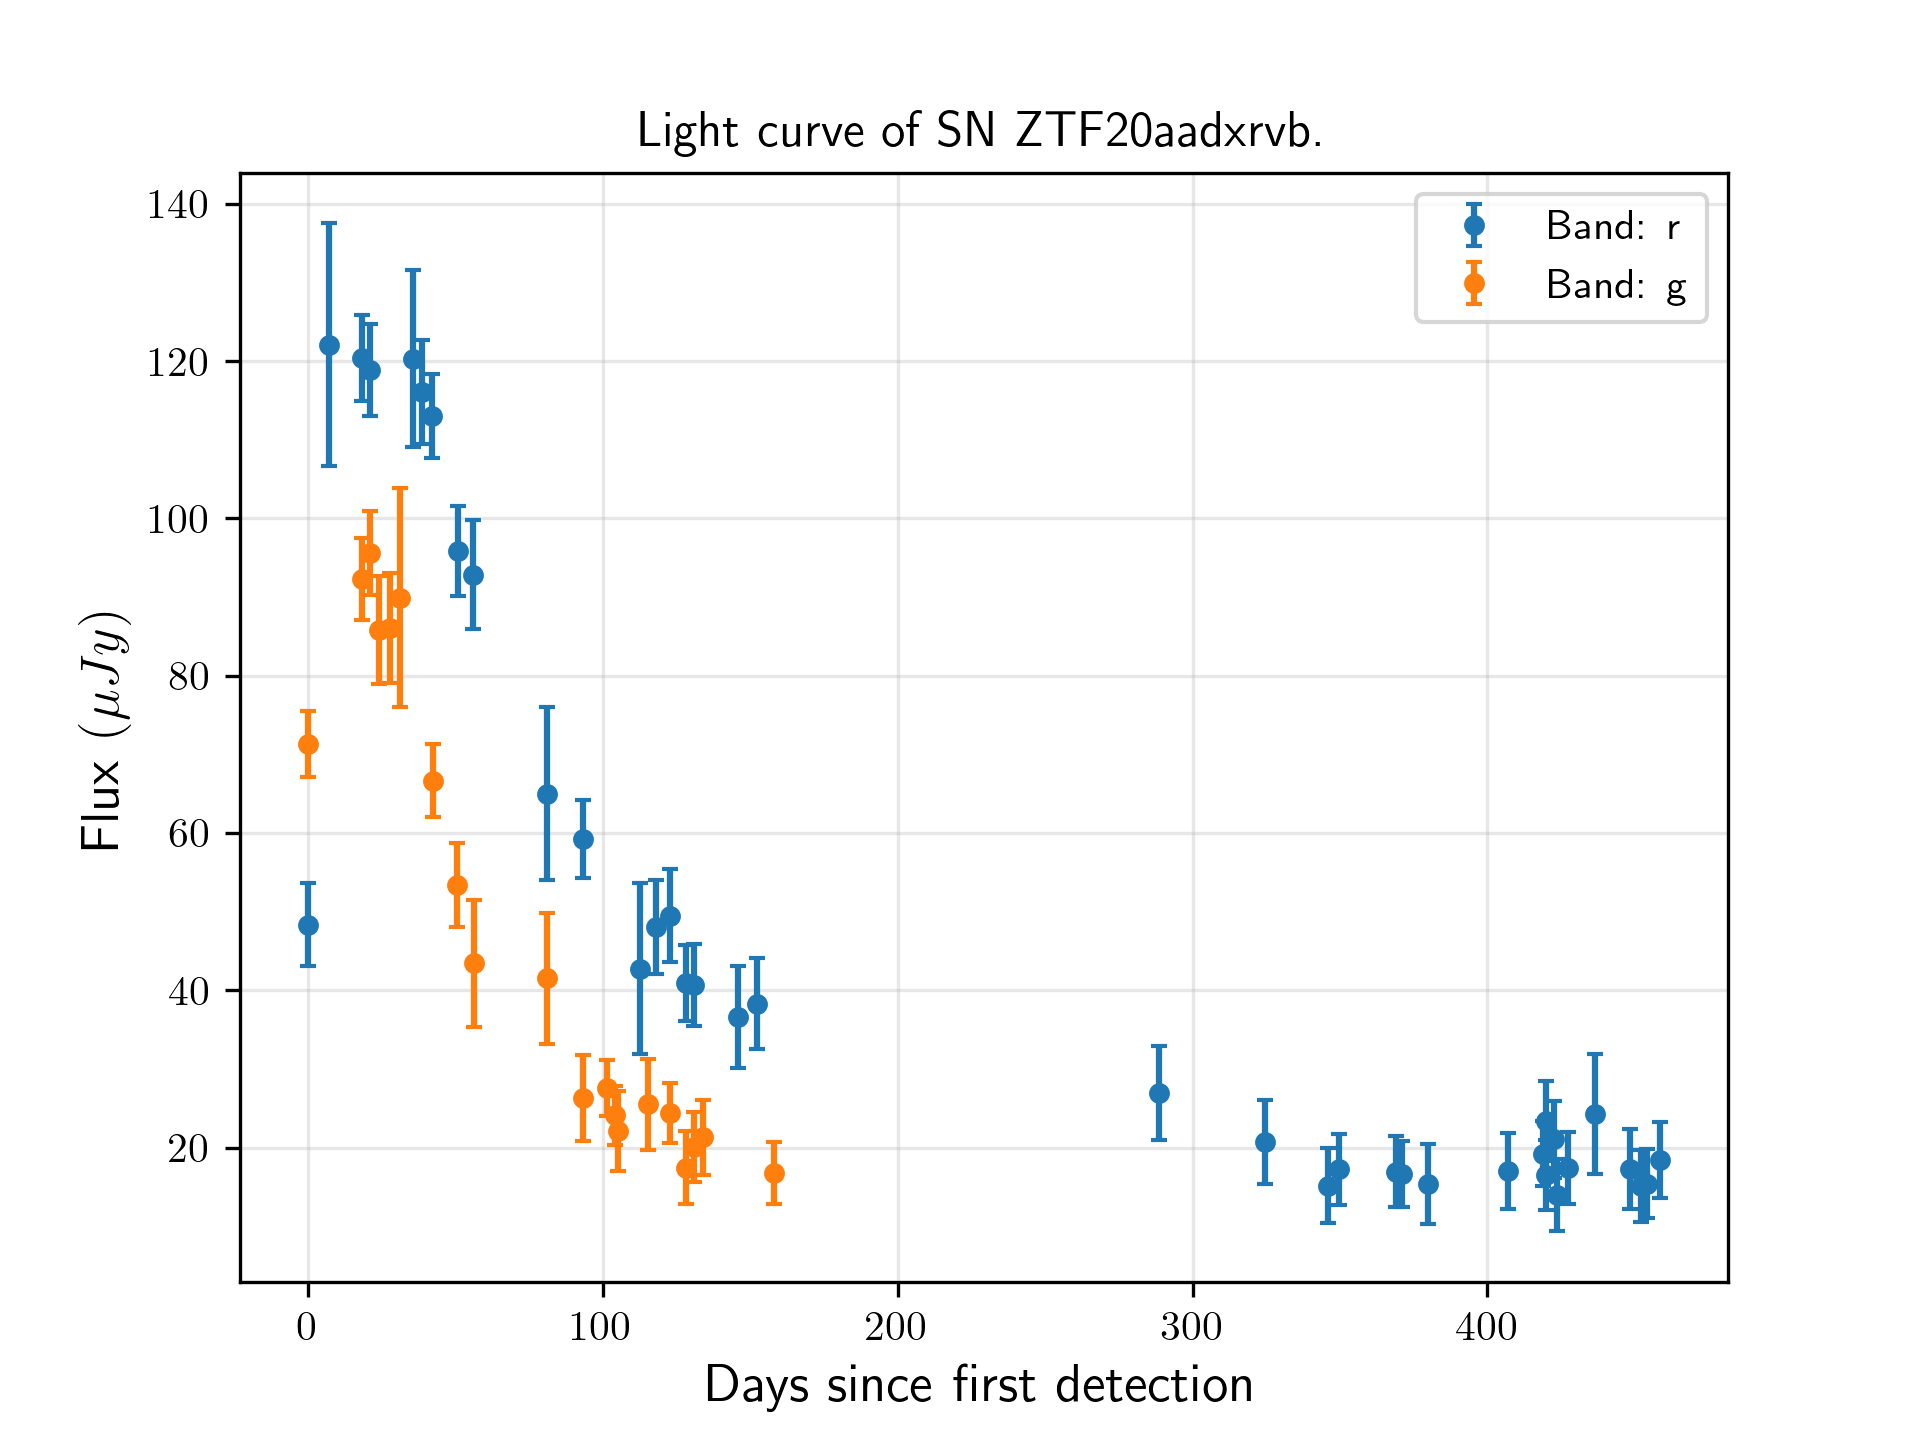 Light curve of SN ZTF20aadxrvb.
Band: r
Band: g
Flux (μJy)
140
120
100
80
60
40
20
0 100 200 300 400
Days since first detection